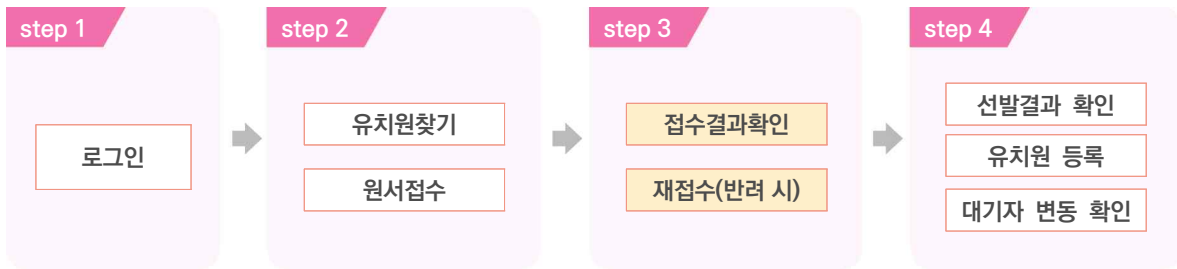 step 1
로그인
step 2
유치원찾기
원서접수
step 3
접수결과확인
재접수(반려 시)
step 4
선발결과 확인
유치원 등록
대기자 변동 확인